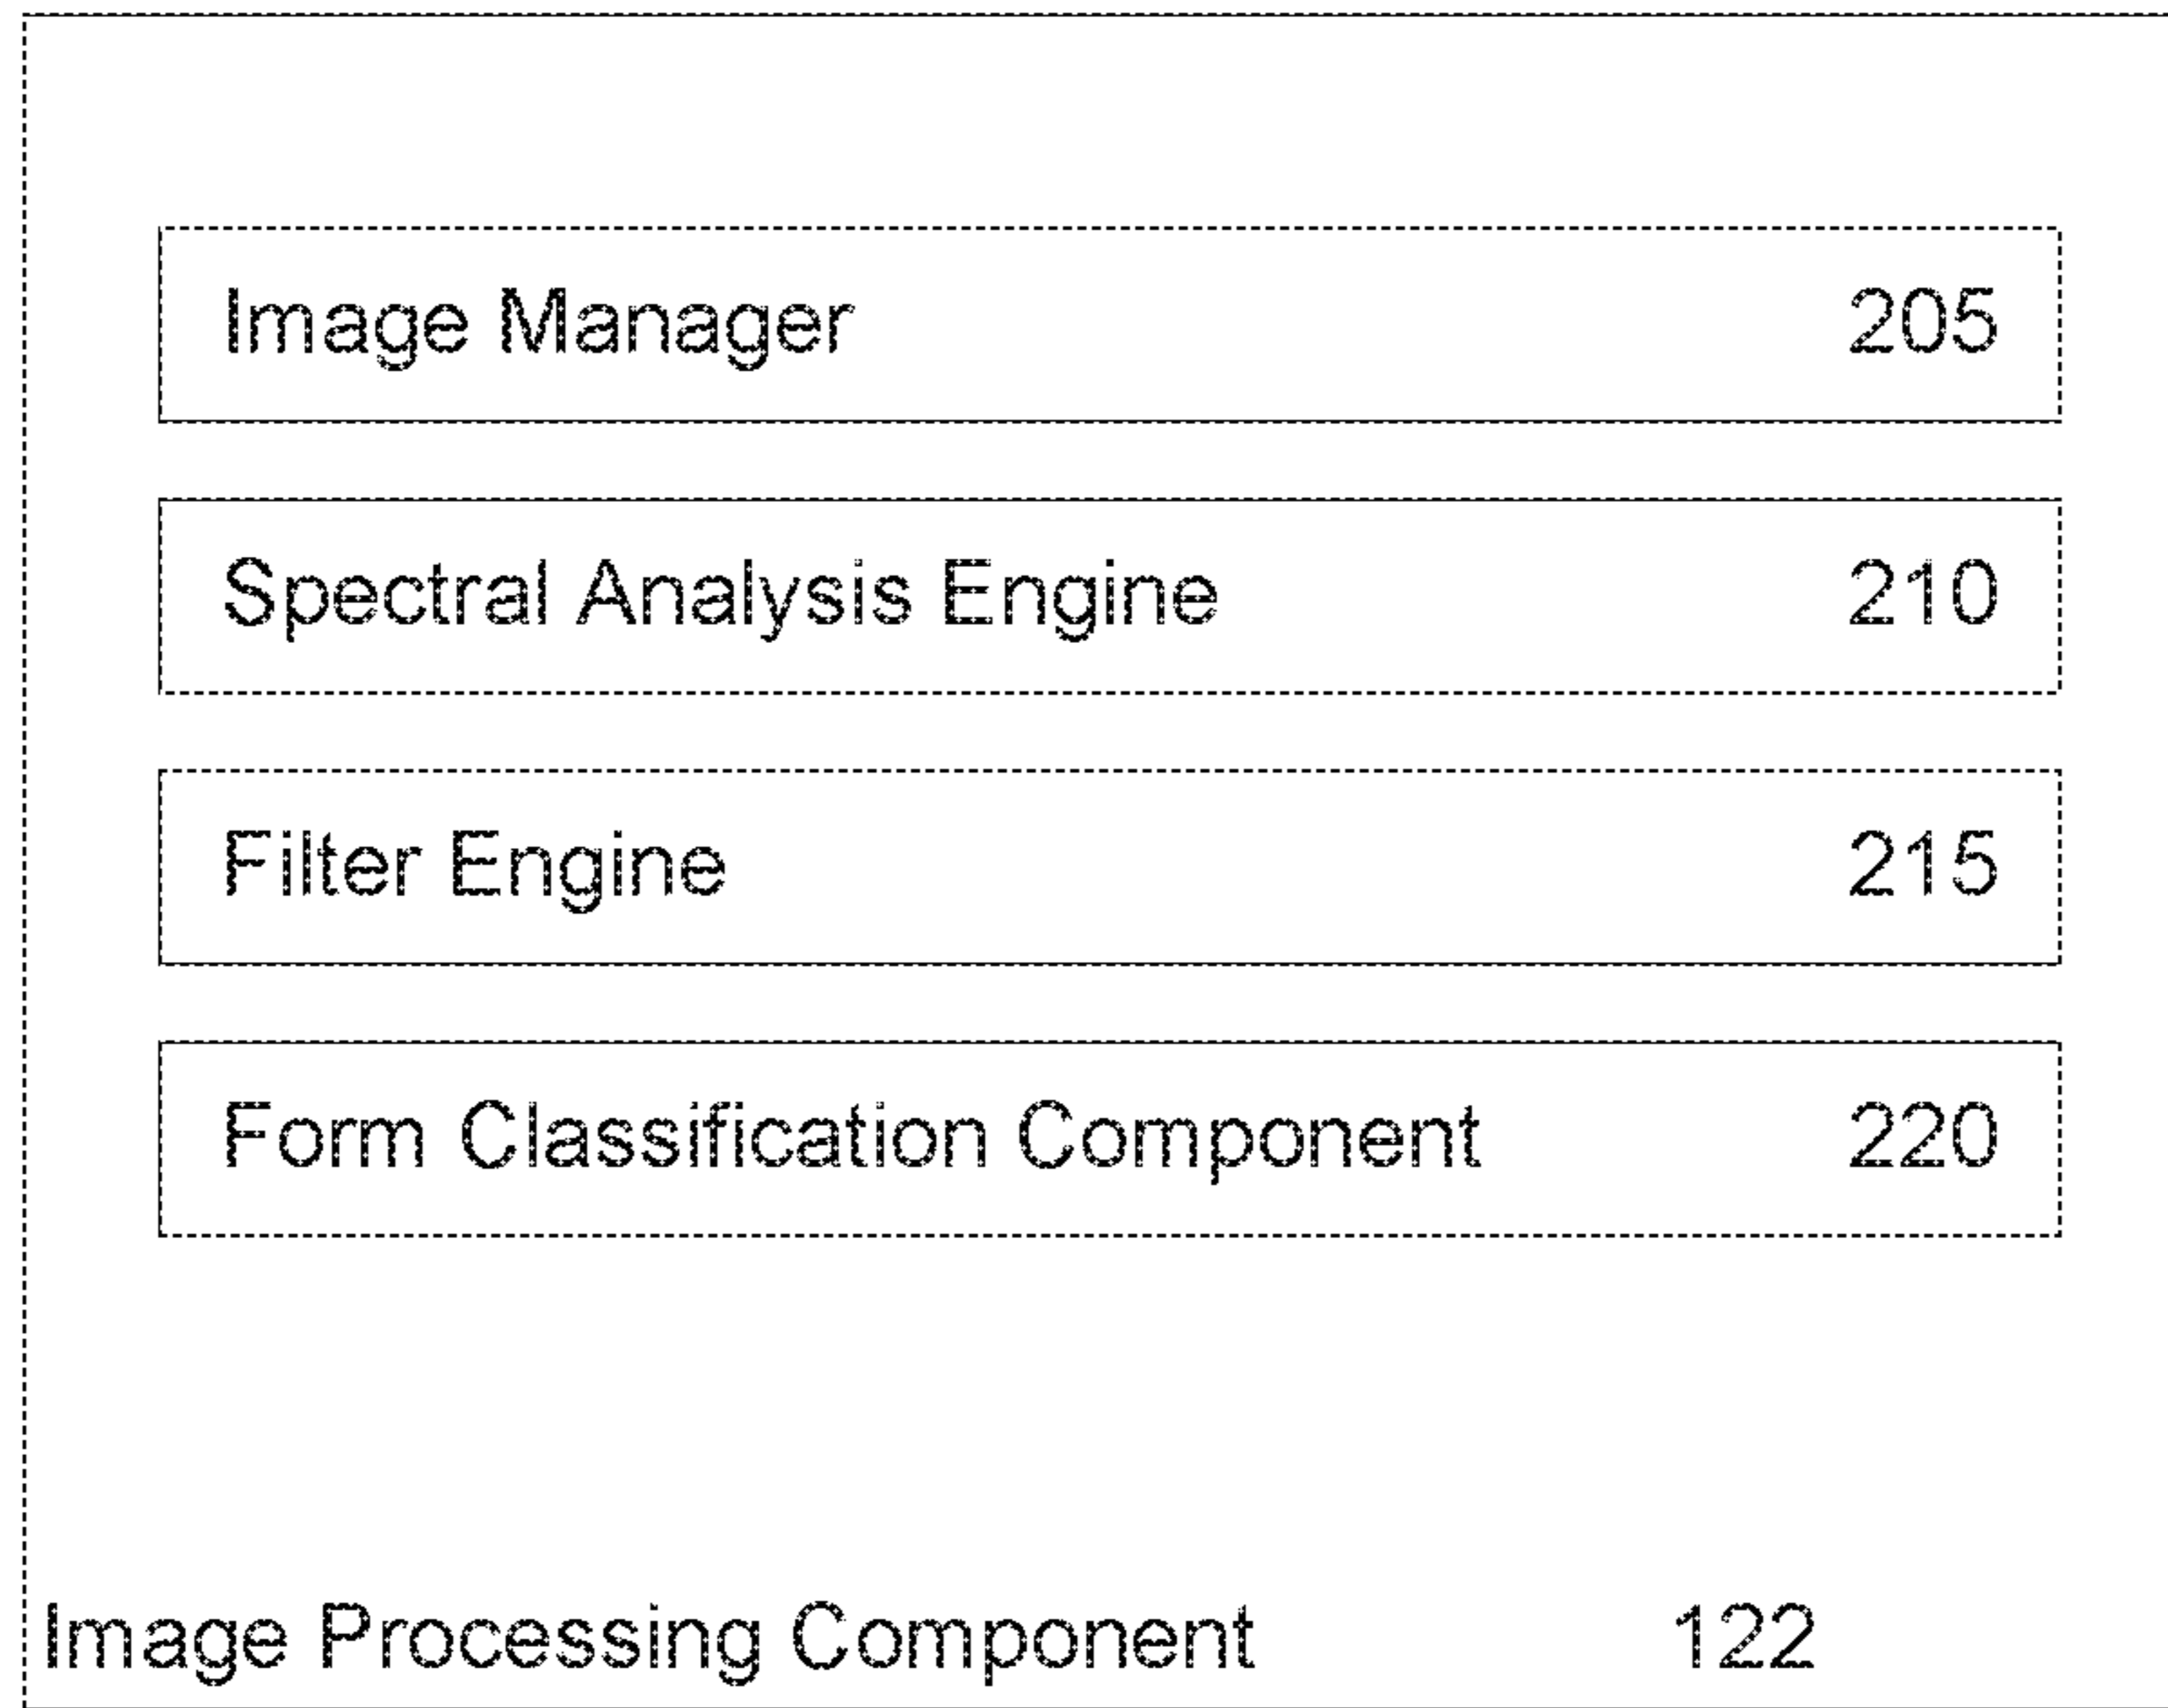 Image Manager 205
Spectral Analysis Engine 210
Filter Engine 215
Form Classification Component 220
Image Processing Component 122